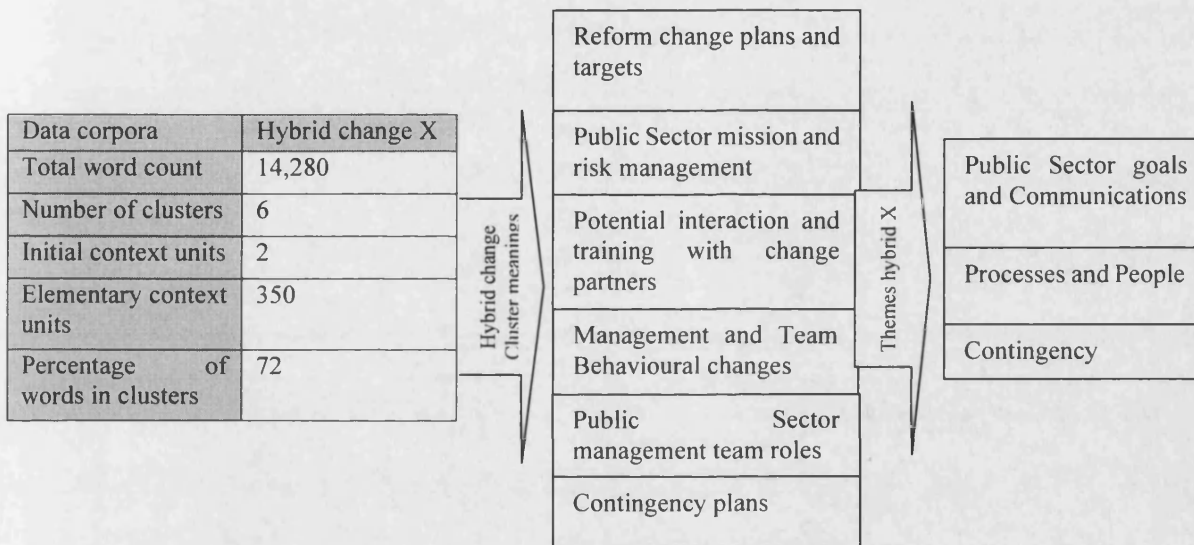 Data corpora Hybrid change X
Total word count 14,280
Number of clusters 6
Initial context units 2
Elementary context
units 350
Percentage of
words in clusters 72
Hybrid change
Cluster meanings
Reform change plans and
targets
Public Sector mission and
risk management
Potential interaction and
training with change
partners
Management and Team
Behavioural changes
Public Sector
management team roles
Contingency plans
Themes hybrid X
Public Sector goals
and Communications
Processes and People
Contingency